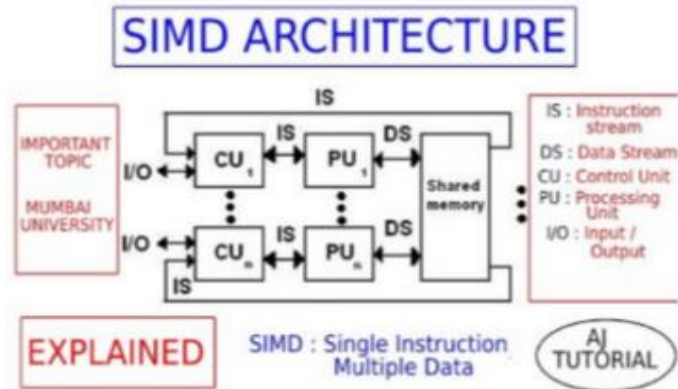 SIMD ARCHITECTURE
IS
IMPORTANT
TOPIC
MUMBAI
UNIVERSITY
I/O
CU1
IS
PU1
DS
Shared
memory
I/O
CUn
IS
PUn
DS
IS
IS : Instruction
stream
DS : Data Stream
CU : Control Unit
PU : Processing
Unit
I/O : Input /
Output
EXPLAINED
SIMD : Single Instruction
Multiple Data
AJ
TUTORIAL